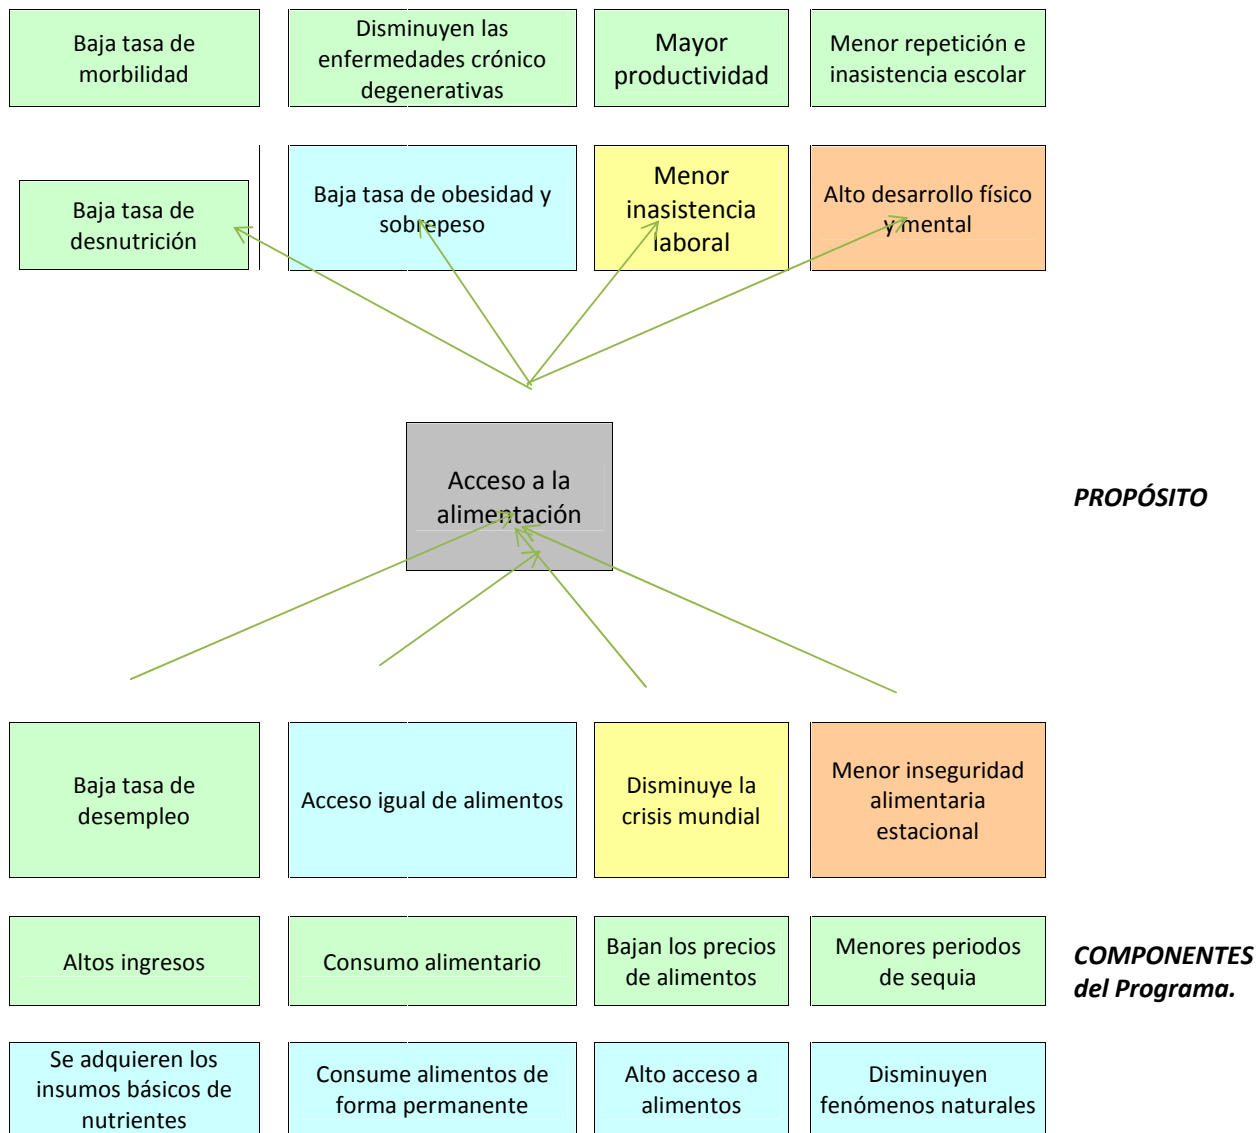 Baja tasa de
morbilidad
Disminuyen las
enfermedades crónico
degenerativas
Mayor
productividad
Menor repetición e
inasistencia escolar
Baja tasa de
desnutrición
Baja tasa de obesidad y
sobrepeso
Menor
inasistencia
laboral
Alto desarrollo físico
y mental
Acceso a la
alimentación
PROPÓSITO
Baja tasa de
desempleo
Acceso igual de alimentos
Disminuye la
crisis mundial
Menor inseguridad
alimentaria
estacional
Altos ingresos
Consumo alimentario
Bajan los precios
de alimentos
Menores periodos
de sequia
COMPONENTES
del Programa.
Se adquieren los
insumos básicos de
nutrientes
Consume alimentos de
forma permanente
Alto acceso a
alimentos
Disminuyen
fenómenos naturales